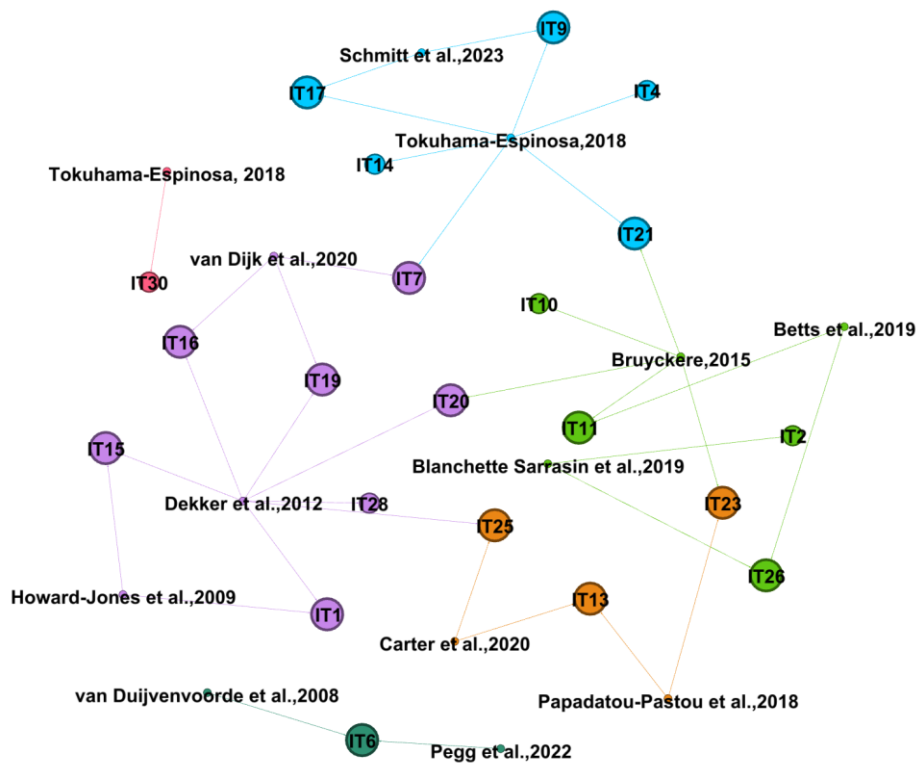 IT9
Schmitt et al.,2023
IT17
IT4
Tokuhama-Espinosa,2018
IT14
Tokuhama-Espinosa, 2018
IT21
van Dijk et al.,2020
IT7
IT30
IT10
Betts et al.,2019
IT16
Bruyckere,2015
IT19
IT20
IT11
IT2
IT15
Blanchette Sarrasin et al.,2019
Dekker et al.,2012
IT28
IT23
IT25
IT26
Howard-Jones et al.,2009
IT13
IT1
Carter et al.,2020
van Duijvenvoorde et al.,2008
Papadatou-Pastou et al.,2018
IT6
Pegg et al.,2022